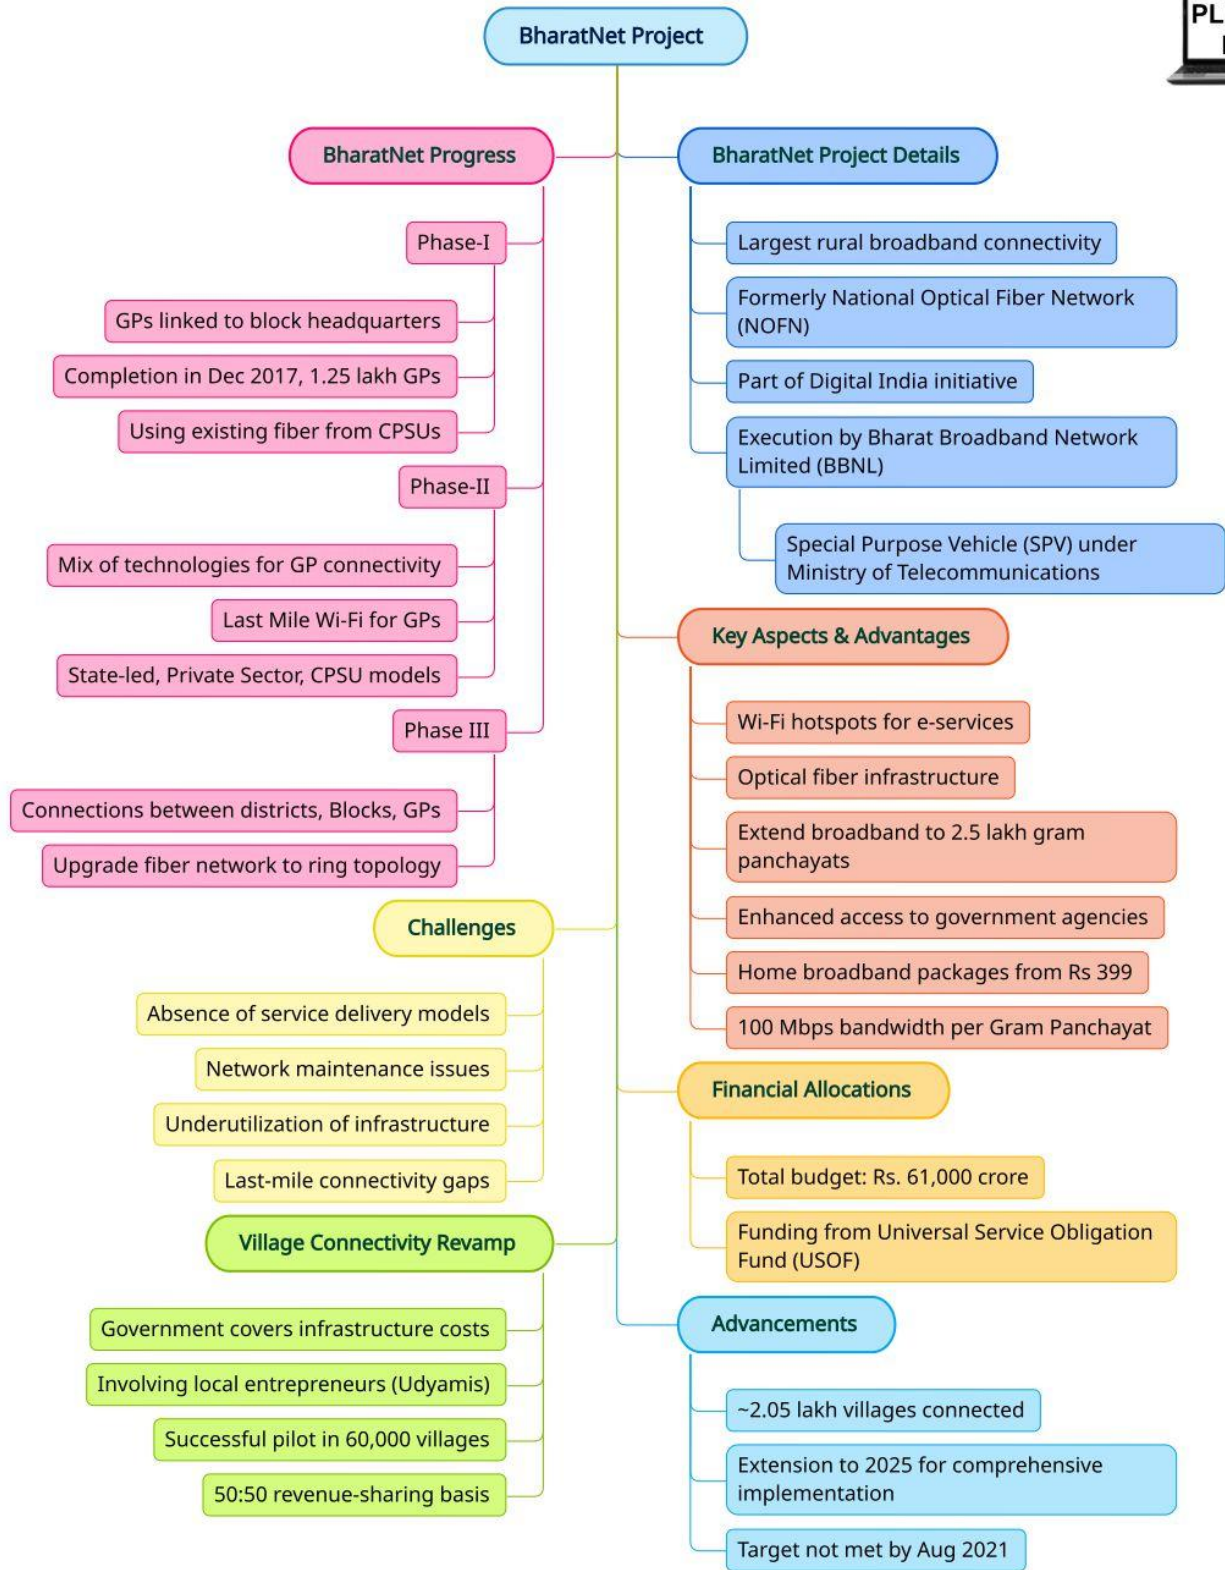 PL
BharatNet Project
BharatNet Progress
Phase-I
GPs linked to block headquarters
Completion in Dec 2017, 1.25 lakh GPs
Using existing fiber from CPSUs
Phase-II
Mix of technologies for GP connectivity
Last Mile Wi-Fi for GPs
State-led, Private Sector, CPSU models
Phase III
Connections between districts, Blocks, GPs
Upgrade fiber network to ring topology
Challenges
Absence of service delivery models
Network maintenance issues
Underutilization of infrastructure
Last-mile connectivity gaps
Village Connectivity Revamp
Government covers infrastructure costs
Involving local entrepreneurs (Udyamis)
Successful pilot in 60,000 villages
50:50 revenue-sharing basis
BharatNet Project Details
Largest rural broadband connectivity
Formerly National Optical Fiber Network
(NOFN)
Part of Digital India initiative
Execution by Bharat Broadband Network
Limited (BBNL)
Special Purpose Vehicle (SPV) under
Ministry of Telecommunications
Key Aspects & Advantages
Wi-Fi hotspots for e-services
Optical fiber infrastructure
Extend broadband to 2.5 lakh gram
panchayats
Enhanced access to government agencies
Home broadband packages from Rs 399
100 Mbps bandwidth per Gram Panchayat
Financial Allocations
Total budget: Rs. 61,000 crore
Funding from Universal Service Obligation
Fund (USOF)
Advancements
~2.05 lakh villages connected
Extension to 2025 for comprehensive
implementation
Target not met by Aug 2021